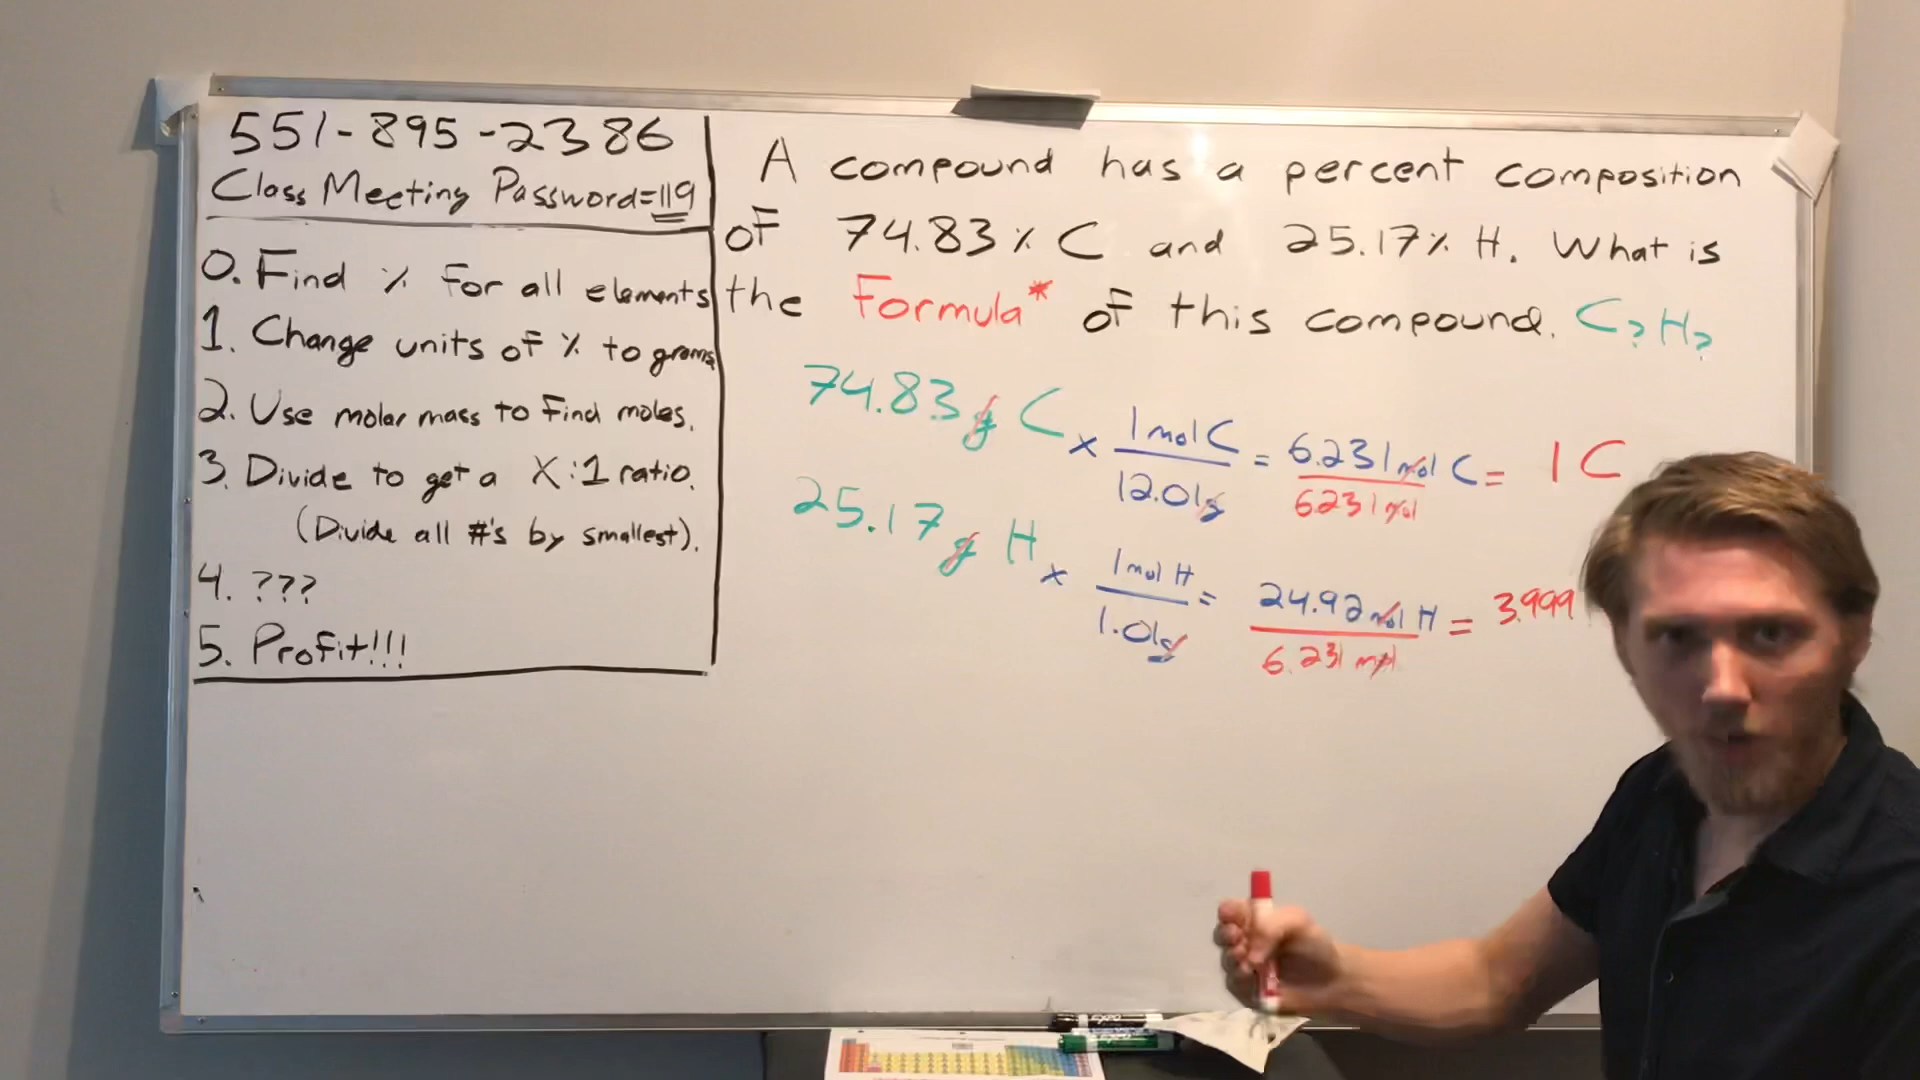 551-895-2386
Class Meeting Password=119
0. Find % for all elements
1. Change units of % to grams
2. Use molar mass to find moles.
3. Divide to get a X:1 ratio.
(Divide all #'s by smallest).
4. ???
5. Profit!!!
A compound has a percent composition
of 74.83% C and 25.17% H. What is
the Formula* of this compound. C?H?
74.83g C × 1 mol C / 12.01g = 6.231 mol C / 6.231 mol = 1 C
25.17g H × 1 mol H / 1.01g = 24.92 mol H / 6.231 mol = 3.999